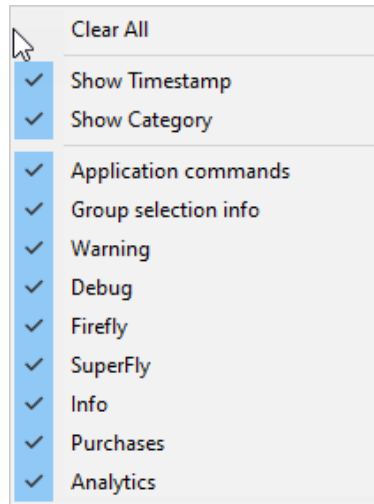 Clear All
Show Timestamp
Show Category
Application commands
Group selection info
Warning
Debug
Firefly
SuperFly
Info
Purchases
Analytics